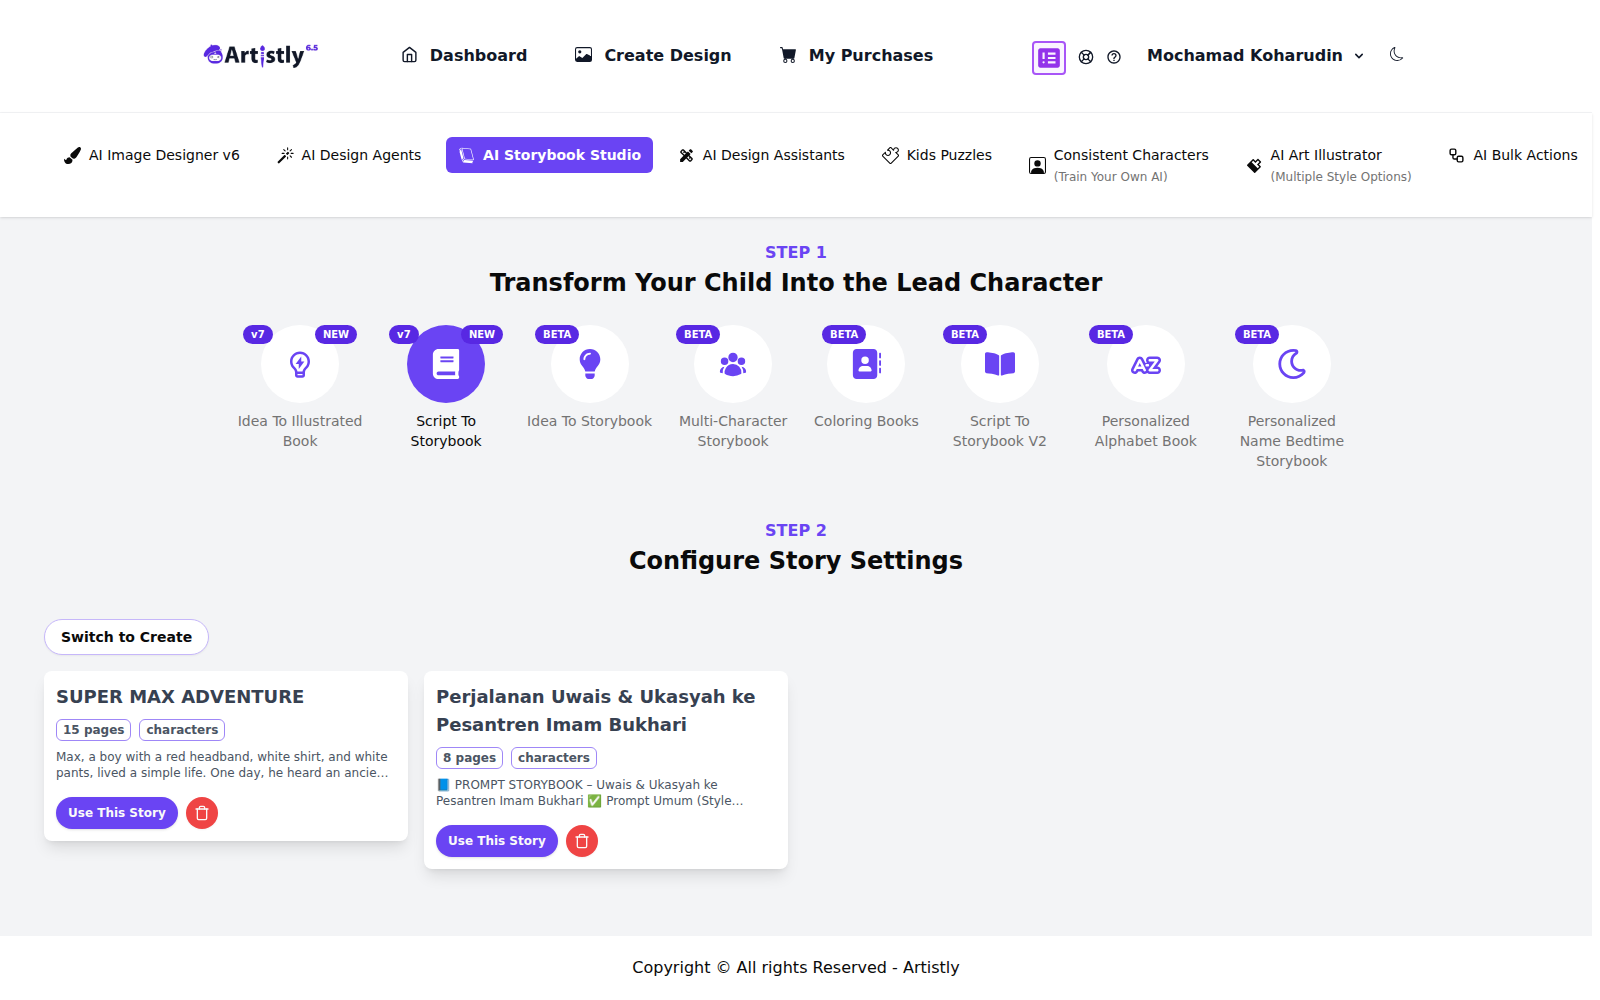 Artistly 6.5
Dashboard
Create Design
My Purchases
Mochamad Koharudin
AI Image Designer v6
AI Design Agents
AI Storybook Studio
AI Design Assistants
Kids Puzzles
Consistent Characters
(Train Your Own AI)
AI Art Illustrator
(Multiple Style Options)
AI Bulk Actions
STEP 1
Transform Your Child Into the Lead Character
v7
NEW
Idea To Illustrated
Book
v7
NEW
Script To
Storybook
BETA
Idea To Storybook
BETA
Multi-Character
Storybook
BETA
Coloring Books
BETA
Script To
Storybook V2
BETA
AZ
Personalized
Alphabet Book
BETA
Personalized
Name Bedtime
Storybook
STEP 2
Configure Story Settings
Switch to Create
SUPER MAX ADVENTURE
15 pages
characters
Max, a boy with a red headband, white shirt, and white
pants, lived a simple life. One day, he heard an ancie...
Use This Story
Perjalanan Uwais & Ukasyah ke
Pesantren Imam Bukhari
8 pages
characters
📘 PROMPT STORYBOOK – Uwais & Ukasyah ke
Pesantren Imam Bukhari ✅ Prompt Umum (Style...
Use This Story
Copyright © All rights Reserved - Artistly